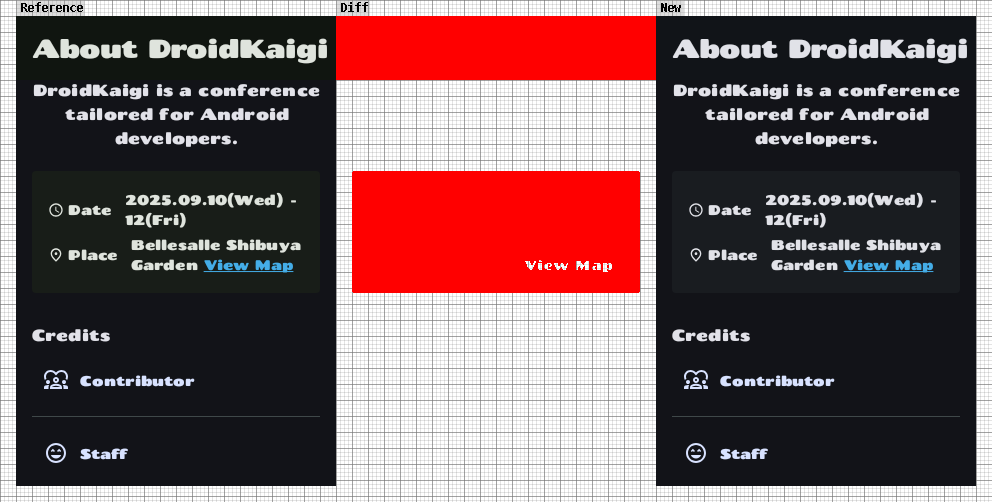 Reference
About DroidKaigi
DroidKaigi is a conference
tailored for Android
developers.
Date
2025.09.10(Wed) -
12(Fri)
Place
Bellesalle Shibuya
Garden View Map
Credits
Contributor
Staff
Diff
View Map
New
About DroidKaigi
DroidKaigi is a conference
tailored for Android
developers.
Date
2025.09.10(Wed) -
12(Fri)
Place
Bellesalle Shibuya
Garden View Map
Credits
Contributor
Staff